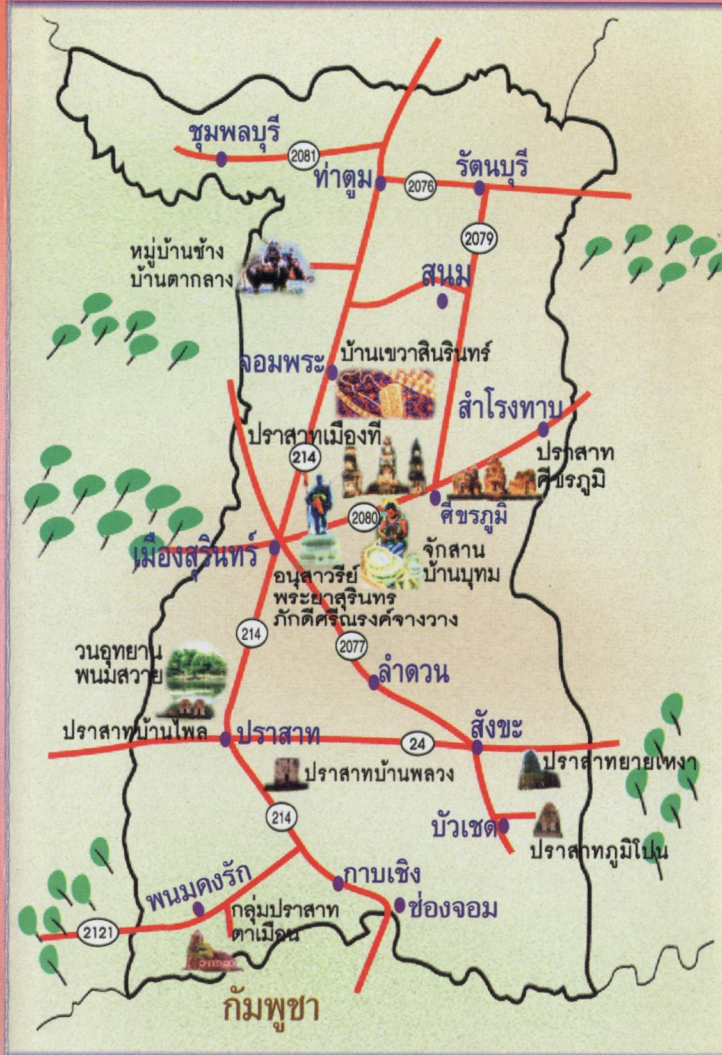 ชุมพลบุรี
2081
ท่าตูม
2076
รัตนบุรี
2079
หมู่บ้านช้าง
บ้านตากลาง
สนม
จอมพระ
บ้านเขวาสินรินทร์
สำโรงทาบ
ปราสาทเมืองที
214
ปราสาท
ศีขรภูมิ
2080
ศีขรภูมิ
เมืองสุรินทร์
จักสาน
บ้านบุทม
อนุสาวรีย์
พระยาสุรินทร
ภักดีศรีณรงค์จางวาง
214
2077
วนอุทยาน
พนมสวาย
ลำดวน
ปราสาทบ้านไพล
ปราสาท
24
สังขะ
ปราสาทบ้านพลวง
ปราสาทยายเหงา
214
บัวเชด
ปราสาทภูมิโปน
พนมดงรัก
กาบเชิง
กลุ่มปราสาท
ตาเมือน
ช่องจอม
2121
กัมพูชา